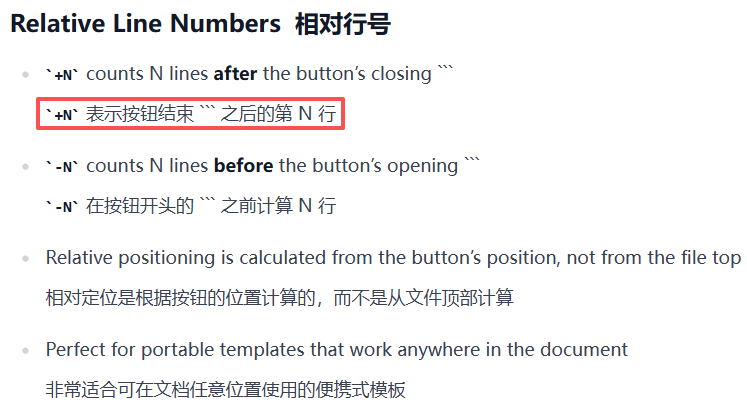 Relative Line Numbers 相对行号
`+N` counts N lines after the button’s closing ```
`+N` 表示按钮结束 ``` 之后的第 N 行
`-N` counts N lines before the button’s opening ```
`-N` 在按钮开头的 ``` 之前计算 N 行
Relative positioning is calculated from the button’s position, not from the file top
相对定位是根据按钮的位置计算的，而不是从文件顶部计算
Perfect for portable templates that work anywhere in the document
非常适合可在文档任意位置使用的便携式模板